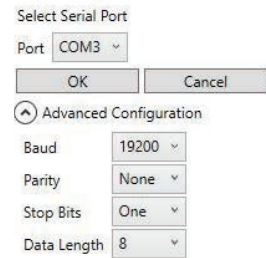 Select Serial Port
Port COM3
OK Cancel
Advanced Configuration
Baud 19200
Parity None
Stop Bits One
Data Length 8